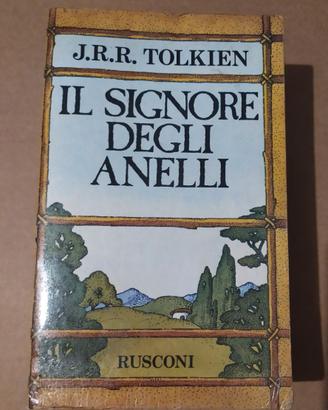 J.R.R. TOLKIEN
IL SIGNORE
DEGLI
ANELLI
RUSCONI